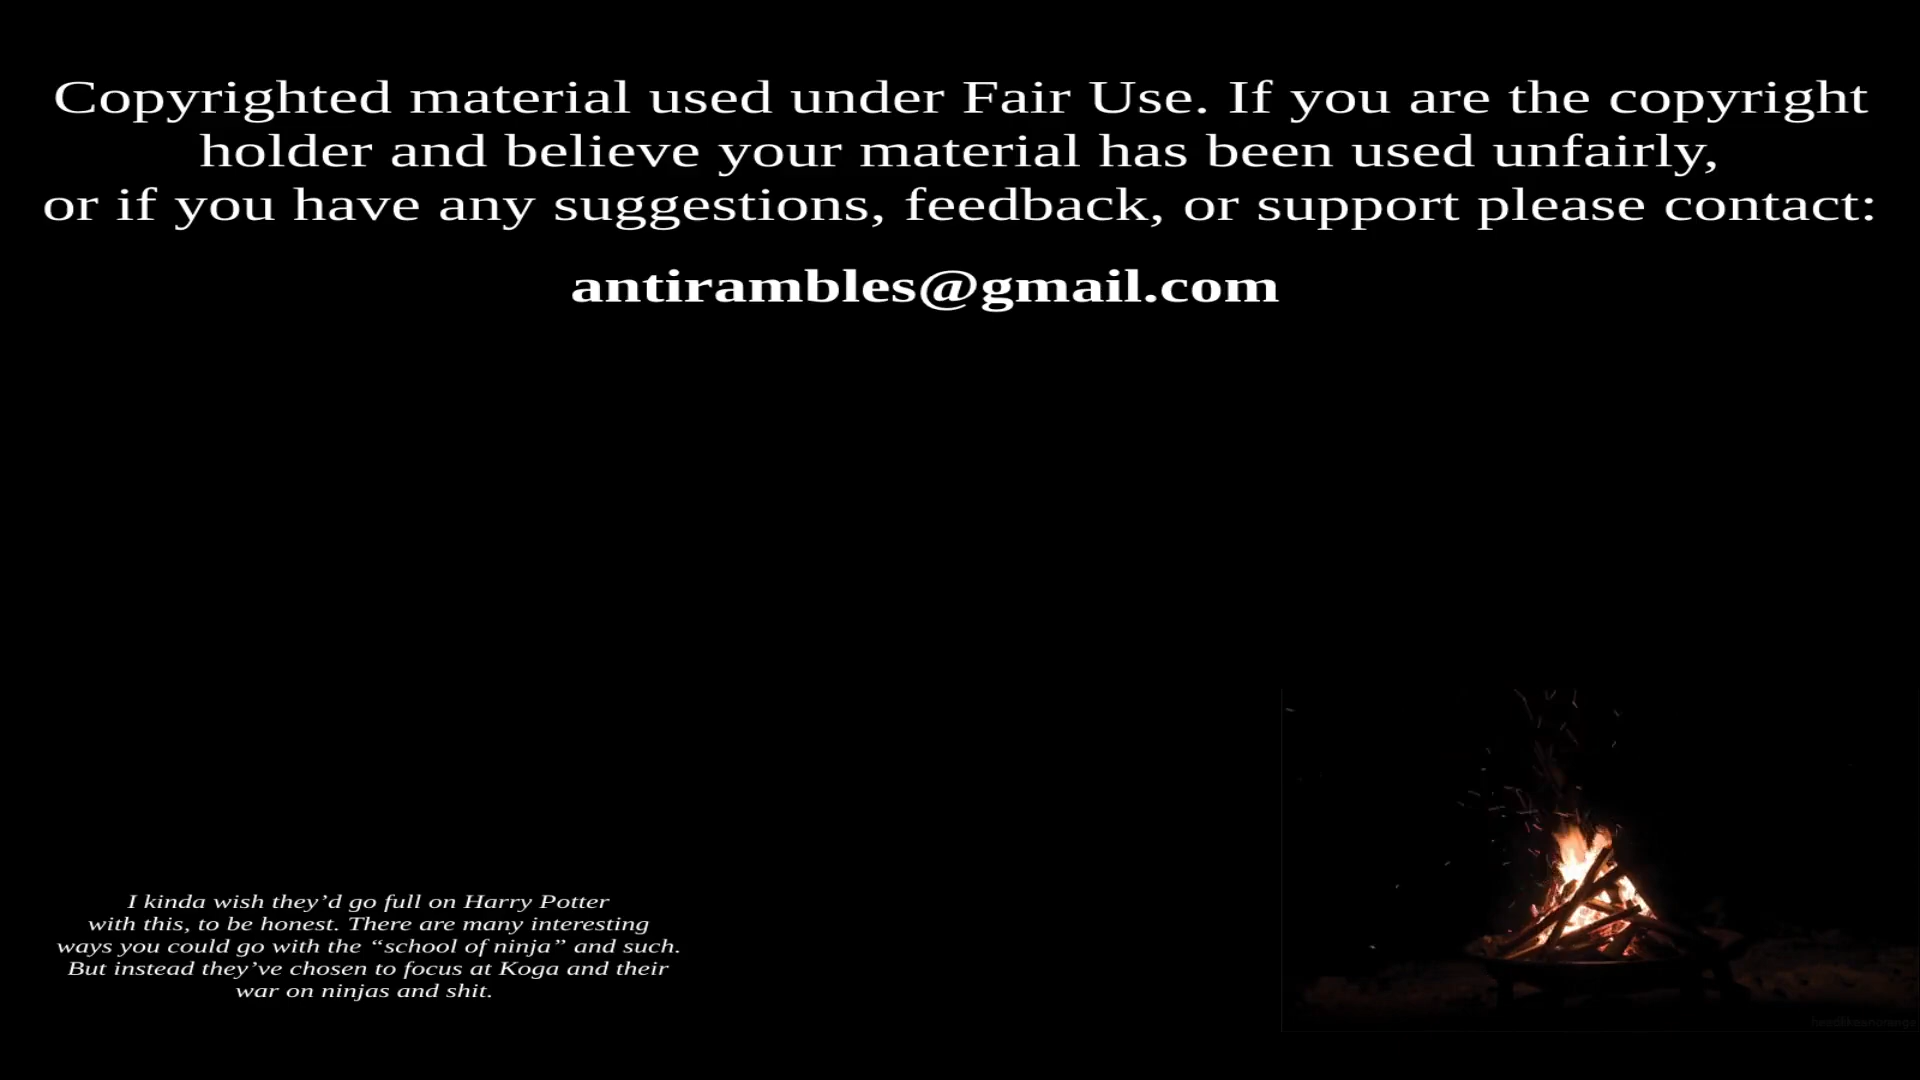 Copyrighted material used under Fair Use. If you are the copyright
holder and believe your material has been used unfairly,
or if you have any suggestions, feedback, or support please contact:
antirambles@gmail.com
I kinda wish they’d go full on Harry Potter
with this, to be honest. There are many interesting
ways you could go with the “school of ninja” and such.
But instead they’ve chosen to focus at Koga and their
war on ninjas and shit.